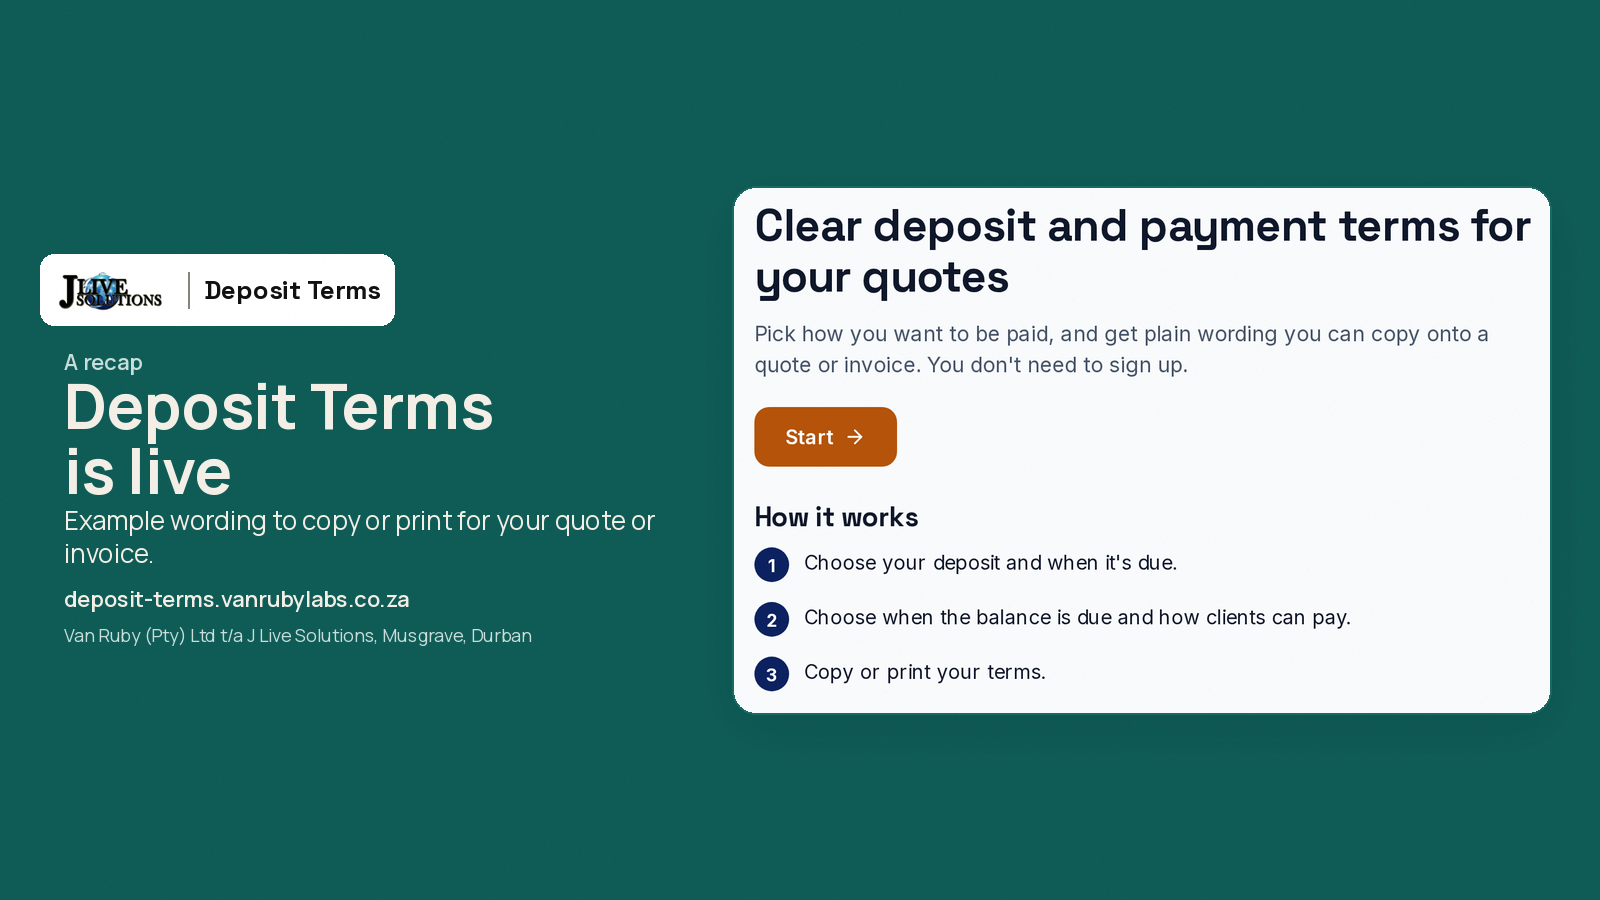 J LIVE SOLUTIONS
Deposit Terms
A recap
Deposit Terms
is live
Example wording to copy or print for your quote or
invoice.
deposit-terms.vanrubylabs.co.za
Van Ruby (Pty) Ltd t/a J Live Solutions, Musgrave, Durban
Clear deposit and payment terms for
your quotes
Pick how you want to be paid, and get plain wording you can copy onto a
quote or invoice. You don't need to sign up.
Start →
How it works
1 Choose your deposit and when it's due.
2 Choose when the balance is due and how clients can pay.
3 Copy or print your terms.